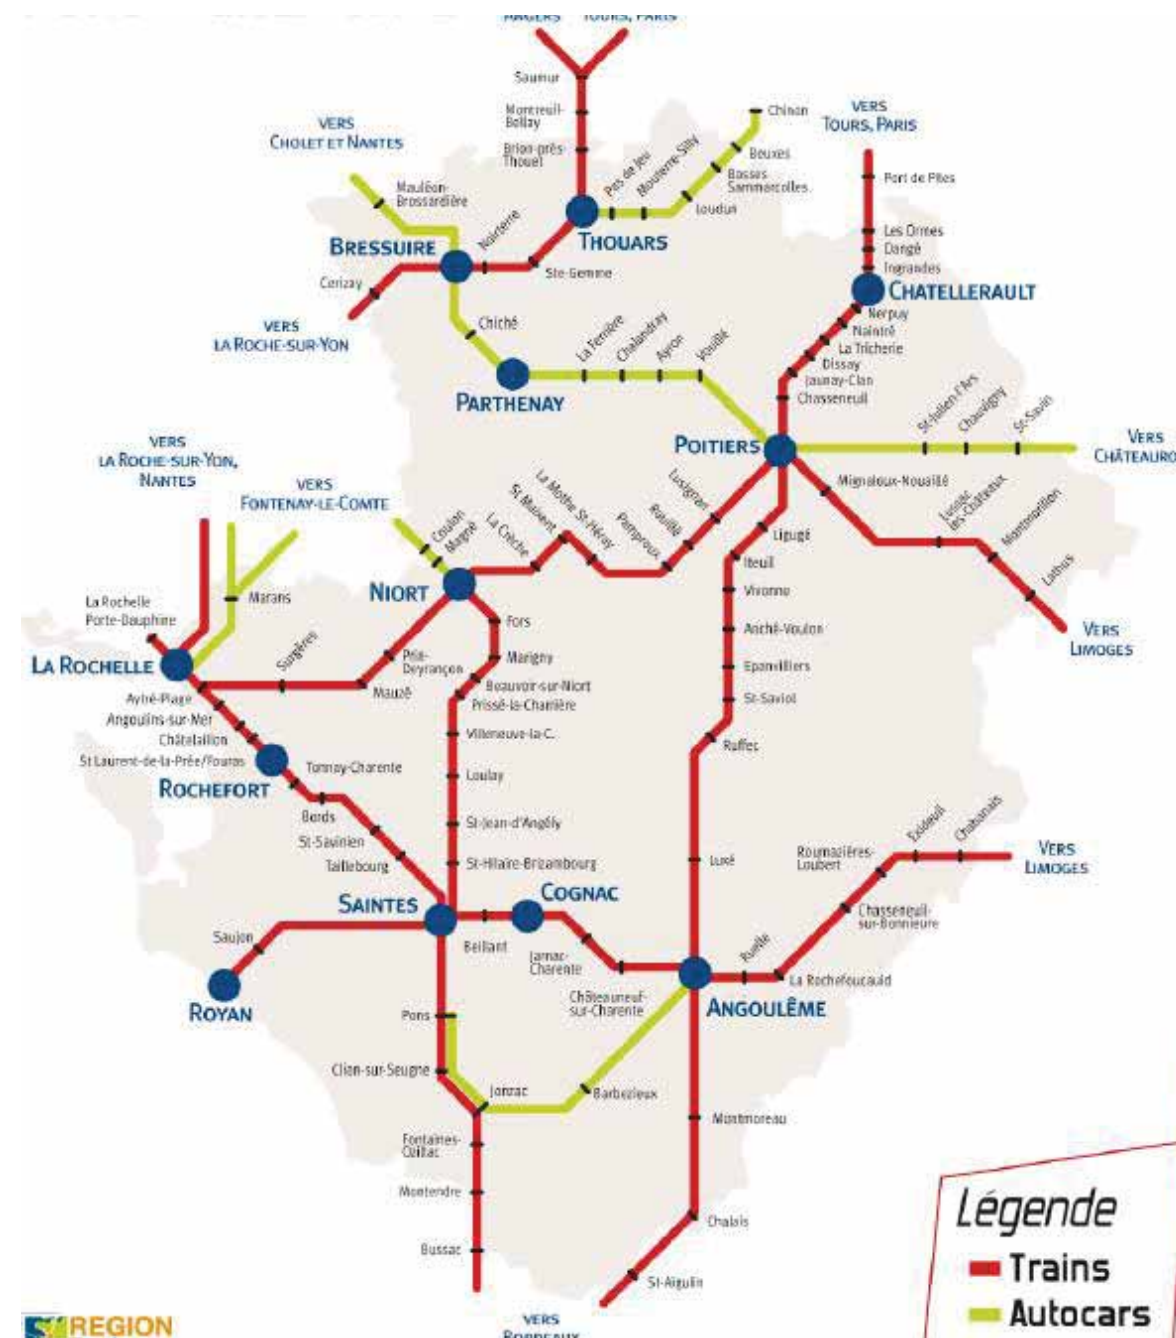 TOURS, PARIS
Saumur
Montreuil-
Bellay
Brion-près-
Thouet
VERS
CHOLET ET NANTES
Mauléon-
Brossardière
BRESSUIRE
Noirterre
Cerizay
VERS
LA ROCHE-SUR-YON
THOUARS
Ste-Gemme
Pas de Jeu
Mouterre-Silly
Loudun
Bosses
Sammarcolles
Beuxes
Chinon
VERS
TOURS, PARIS
Port de Piles
Les Ormes
Dangé
Ingrandes
CHATELLERAULT
Nerpuy
Naintré
La Tricherie
Dissay
Jaunay-Clan
Chasseneuil
Chiché
PARTHENAY
La Ferrière
Chalandray
Ayron
Vouillé
POITIERS
St-Julien-l'Ars
Chauvigny
St-Savin
VERS
CHÂTEAURO
Mignaloux-Nouaillé
Lussac
les-Châteaux
Montmorillon
Lathus
VERS
LIMOGES
VERS
LA ROCHE-SUR-YON,
NANTES
VERS
FONTENAY-LE-COMTE
Coulon
Magné
NIORT
La Crèche
St Maixent
La Mothe St-Héray
Pamproux
Rouillé
Lusignan
Ligugé
Iteuil
Vivonne
Anché-Voulon
Epanvilliers
St-Saviol
Ruffec
Luxé
La Rochelle
Porte-Dauphine
Marans
LA ROCHELLE
Surgères
Mauzé
Prin-
Deyrançon
Fors
Marigny
Beauvoir-sur-Niort
Prissé-la-Charrière
Villeneuve-la-C.
Loulay
St-Jean-d'Angély
St-Hilaire-Brizambourg
Aytré-Plage
Angoulins-sur-Mer
Châtelaillon
St Laurent-de-la-Prée/Fouras
ROCHEFORT
Tonnay-Charente
Bords
St-Savinien
Taillebourg
SAINTES
Saujon
ROYAN
Beillant
COGNAC
Jarnac-
Charente
Châteauneuf-
sur-Charente
ANGOULÊME
Ruelle
La Rochefoucauld
Chasseneuil-
sur-Bonnieure
Roumazières-
Loubert
Exideuil
Chabanais
VERS
LIMOGES
Pons
Clion-sur-Seugne
Jonzac
Barbezieux
Fontaines-
Ozillac
Montendre
Bussac
Montmoreau
Chalais
St-Aigulin
VERS
BORDEAUX
Légende
Trains
Autocars
REGION